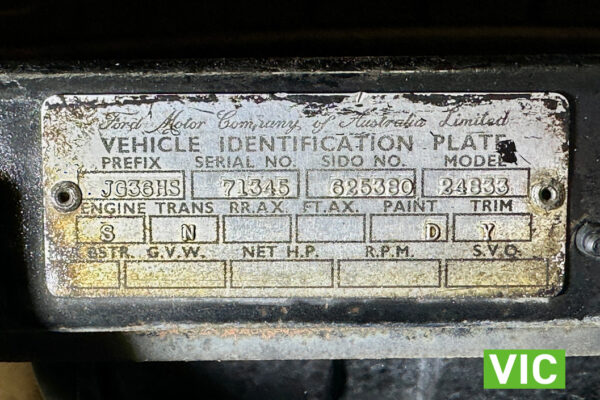 Ford Motor Company of Australia Limited
VEHICLE IDENTIFICATION PLATE
PREFIX SERIAL NO. SIDO NO. MODEL
JG36HS 71345 625380 24833
ENGINE TRANS RR.AX. FT.AX. PAINT TRIM
S N D Y
BSTR. G.V.W. NET H.P. R.P.M. S.V.O.
VIC